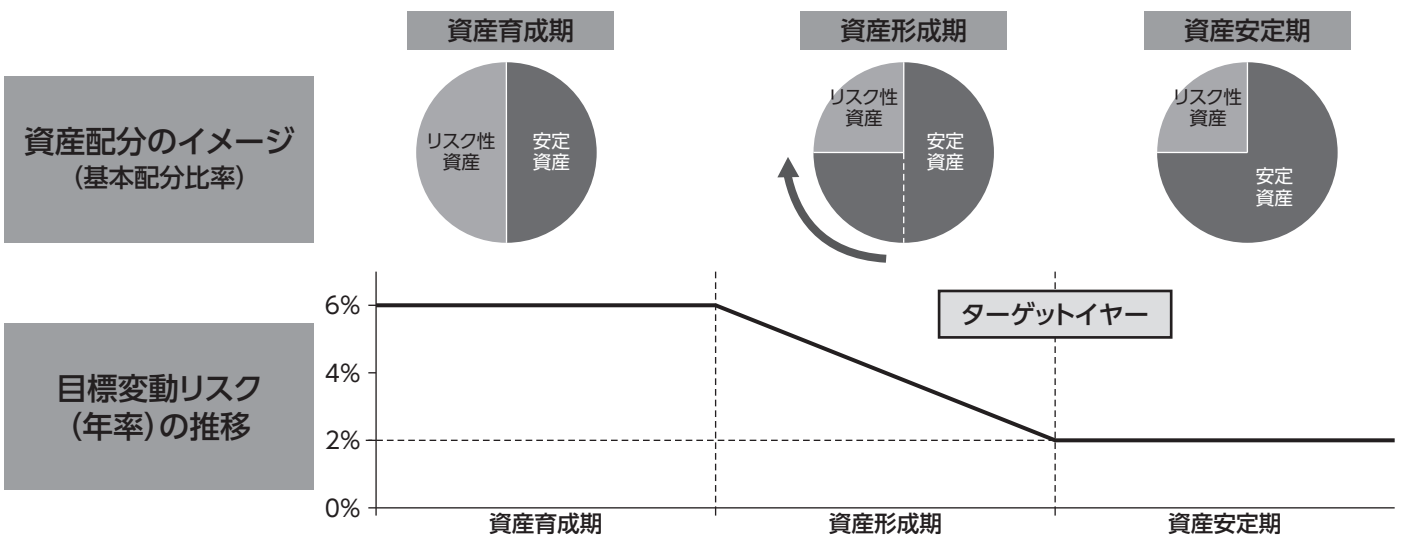 資産育成期
資産形成期
資産安定期
資産配分のイメージ
（基本配分比率）
リスク性
資産
安定
資産
リスク性
資産
安定
資産
リスク性
資産
安定
資産
目標変動リスク
（年率）の推移
6%
4%
2%
0%
ターゲットイヤー
資産育成期
資産形成期
資産安定期